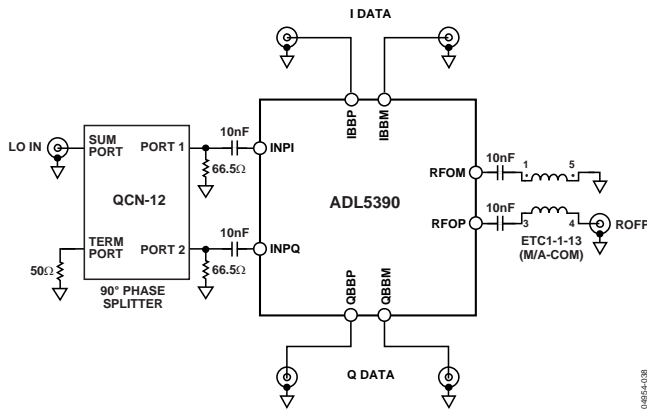 I DATA
IBBP
IBBM
LO IN
SUM
PORT
PORT 1
10nF
INPI
66.5Ω
QCN-12
ADL5390
RFOM
10nF
1
5
RFOP
10nF
3
4
ROFP
ETC1-1-13
(M/A-COM)
TERM
PORT
PORT 2
10nF
INPQ
66.5Ω
50Ω
90° PHASE
SPLITTER
QBBP
QBBM
Q DATA
04954-038